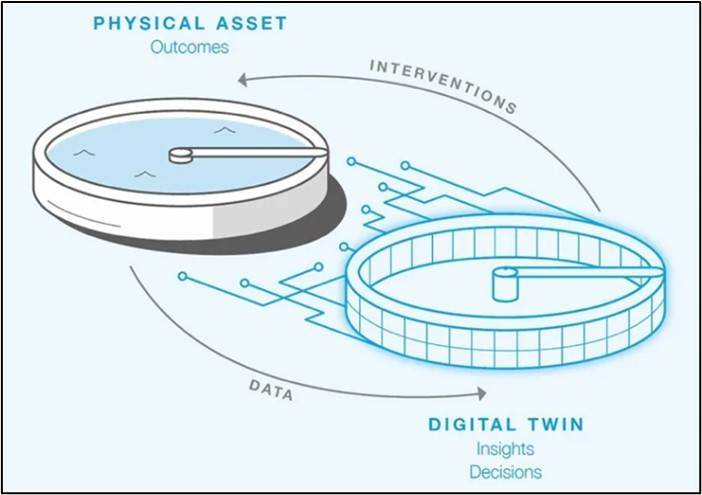 PHYSICAL ASSET
Outcomes
INTERVENTIONS
DATA
DIGITAL TWIN
Insights
Decisions